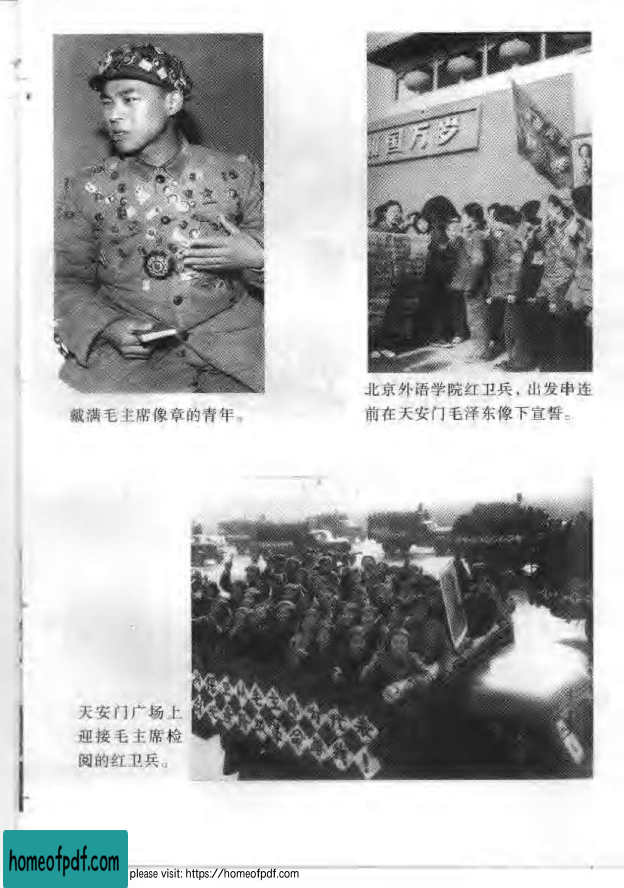 国万岁
戴满毛主席像章的青年。
北京外语学院红卫兵，出发串连
前在天安门毛泽东像下宣誓。
天安门广场上
迎接毛主席检
阅的红卫兵。
homeofpdf.com
please visit: https://homeofpdf.com